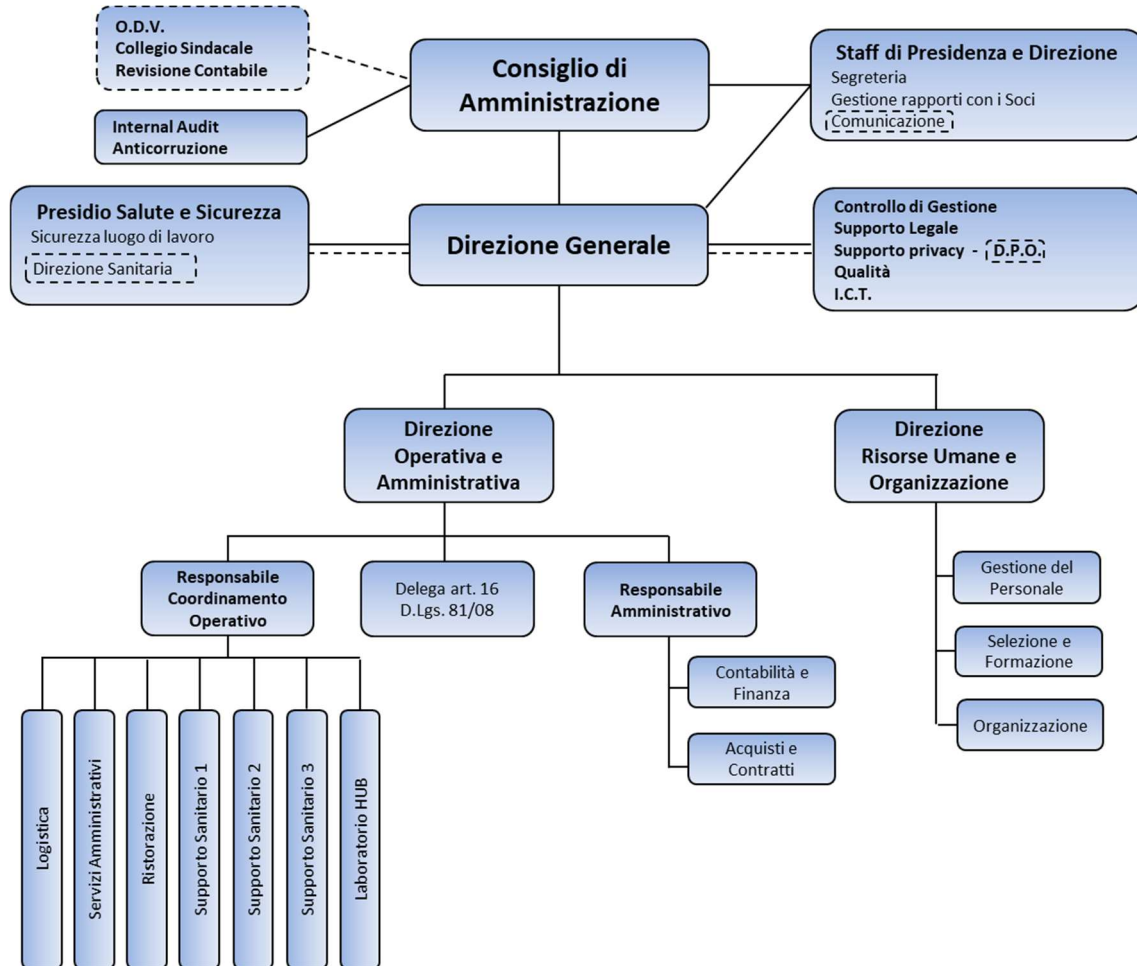 O.D.V.
Collegio Sindacale
Revisione Contabile
Consiglio di
Amministrazione
Staff di Presidenza e Direzione
Segreteria
Gestione rapporti con i Soci
Comunicazione
Internal Audit
Anticorruzione
Presidio Salute e Sicurezza
Sicurezza luogo di lavoro
Direzione Sanitaria
Direzione Generale
Controllo di Gestione
Supporto Legale
Supporto privacy - D.P.O.
Qualità
I.C.T.
Direzione
Operativa e
Amministrativa
Direzione
Risorse Umane e
Organizzazione
Responsabile
Coordinamento
Operativo
Delega art. 16
D.Lgs. 81/08
Responsabile
Amministrativo
Gestione del
Personale
Selezione e
Formazione
Organizzazione
Contabilità e
Finanza
Acquisti e
Contratti
Logistica
Servizi Amministrativi
Ristorazione
Supporto Sanitario 1
Supporto Sanitario 2
Supporto Sanitario 3
Laboratorio HUB